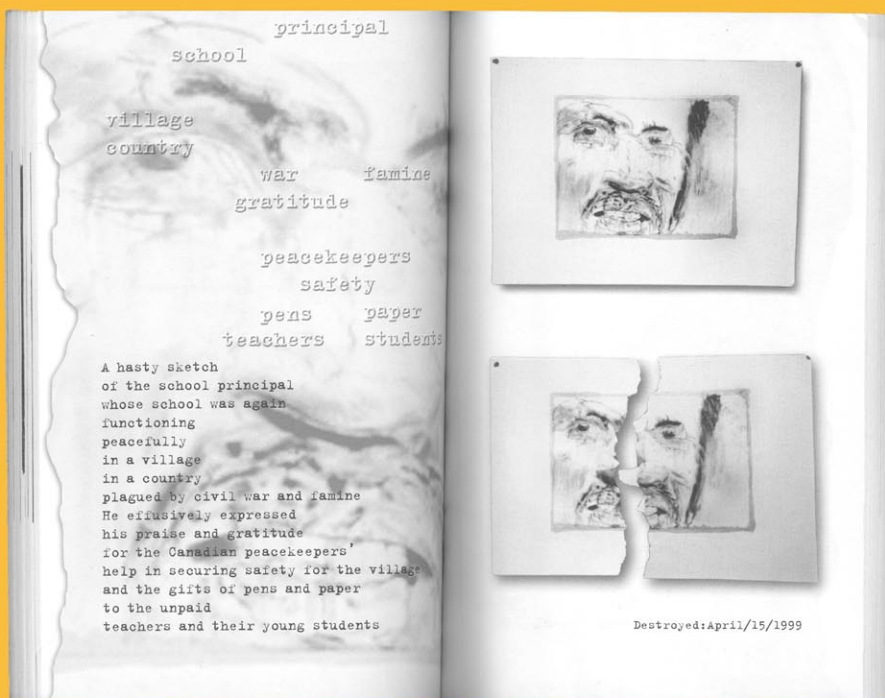 principal
school
village
country
war famine
gratitude
peacekeepers
safety
pens paper
teachers students
A hasty sketch
of the school principal
whose school was again
functioning
peacefully
in a village
in a country
plagued by civil war and famine
He effusively expressed
his praise and gratitude
for the Canadian peacekeepers'
help in securing safety for the village
and the gifts of pens and paper
to the unpaid
teachers and their young students
Destroyed:April/15/1999